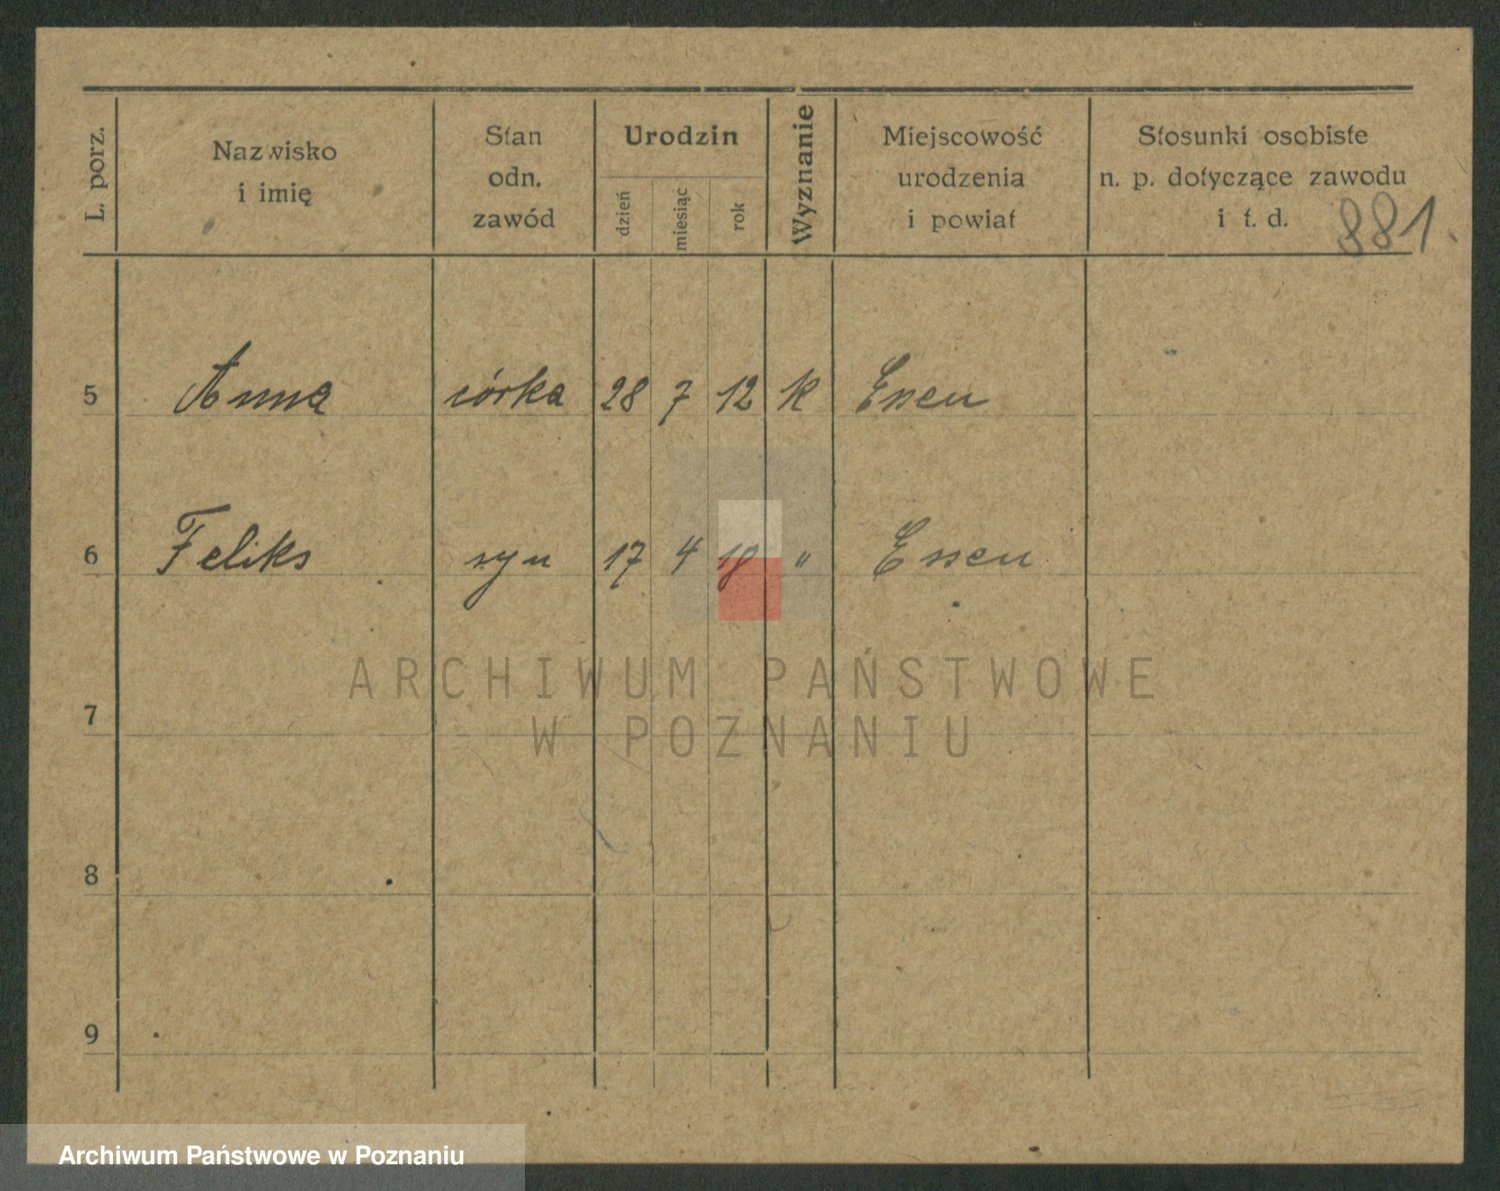 L. porz.
Nazwisko
i imię
Stan
odn.
zawód
Urodzin
dzień
miesiąc
rok
Wyznanie
Miejscowość
urodzenia
i powiat
Stosunki osobiste
n. p. dotyczące zawodu
i t. d.
881.
5 Anna córka 28 7 12 k Essen
6 Feliks syn 17 4 18 " Essen
ARCHIWUM PAŃSTWOWE
7
W POZNANIU
8
9
Archiwum Państwowe w Poznaniu